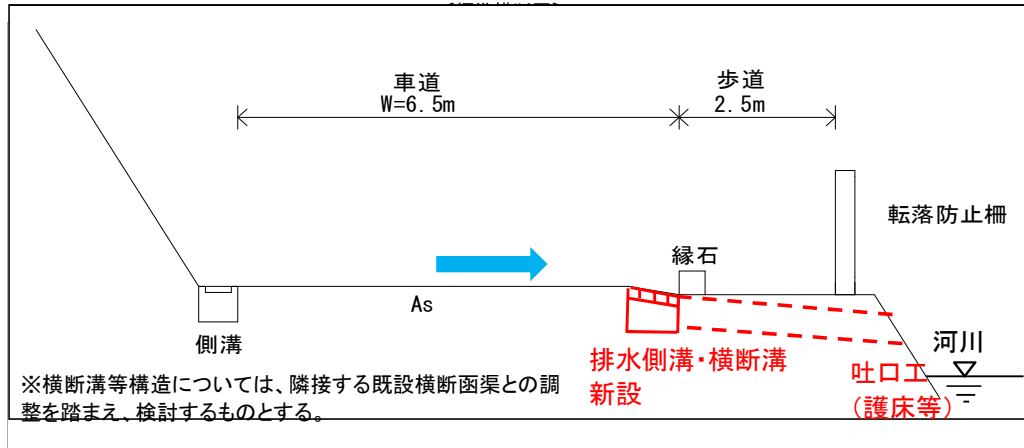 車道
W=6.5m
歩道
2.5m
転落防止柵
縁石
As
側溝
排水側溝・横断溝
新設
河川
吐口工
(護床等)
※横断溝等構造については、隣接する既設横断函渠との調
整を踏まえ、検討するものとする。